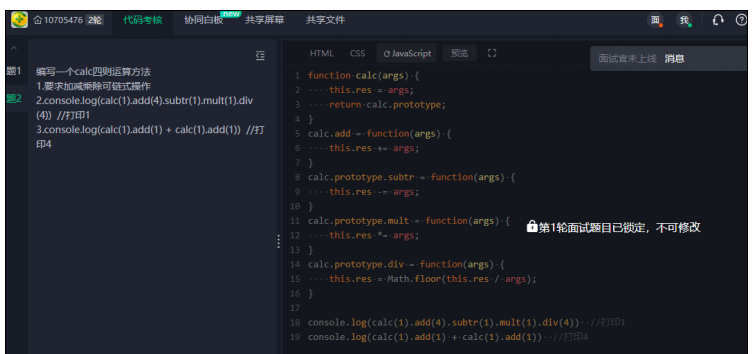 10705476 2轮 代码考核 协同白板 new 共享屏幕 共享文件 面 我
HTML CSS JavaScript 预览
面试官未上线 消息
题1
题2
编写一个calc四则运算方法
1.要求加减乘除可链式操作
2.console.log(calc(1).add(4).subtr(1).mult(1).div
(4)) //打印1
3.console.log(calc(1).add(1) + calc(1).add(1)) //打
印4
1 function calc(args) {
2 ····this.res = args;
3 ····return calc.prototype;
4 }
5 calc.add = function(args) {
6 ····this.res += args;
7 }
8 calc.prototype.subtr = function(args) {
9 ····this.res -= args;
10 }
11 calc.prototype.mult = function(args) {
12 ····this.res *= args;
13 }
14 calc.prototype.div = function(args) {
15 ····this.res = Math.floor(this.res / args);
16 }
17
18 console.log(calc(1).add(4).subtr(1).mult(1).div(4)) //打印1
19 console.log(calc(1).add(1) + calc(1).add(1)) //打印4
第1轮面试题目已锁定，不可修改